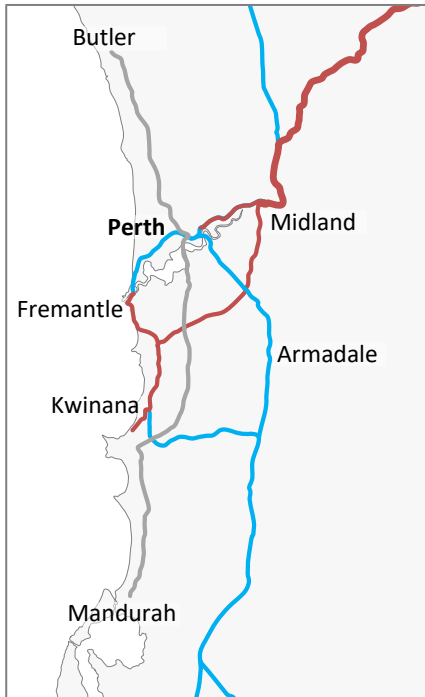 Butler
Perth
Midland
Fremantle
Armadale
Kwinana
Mandurah